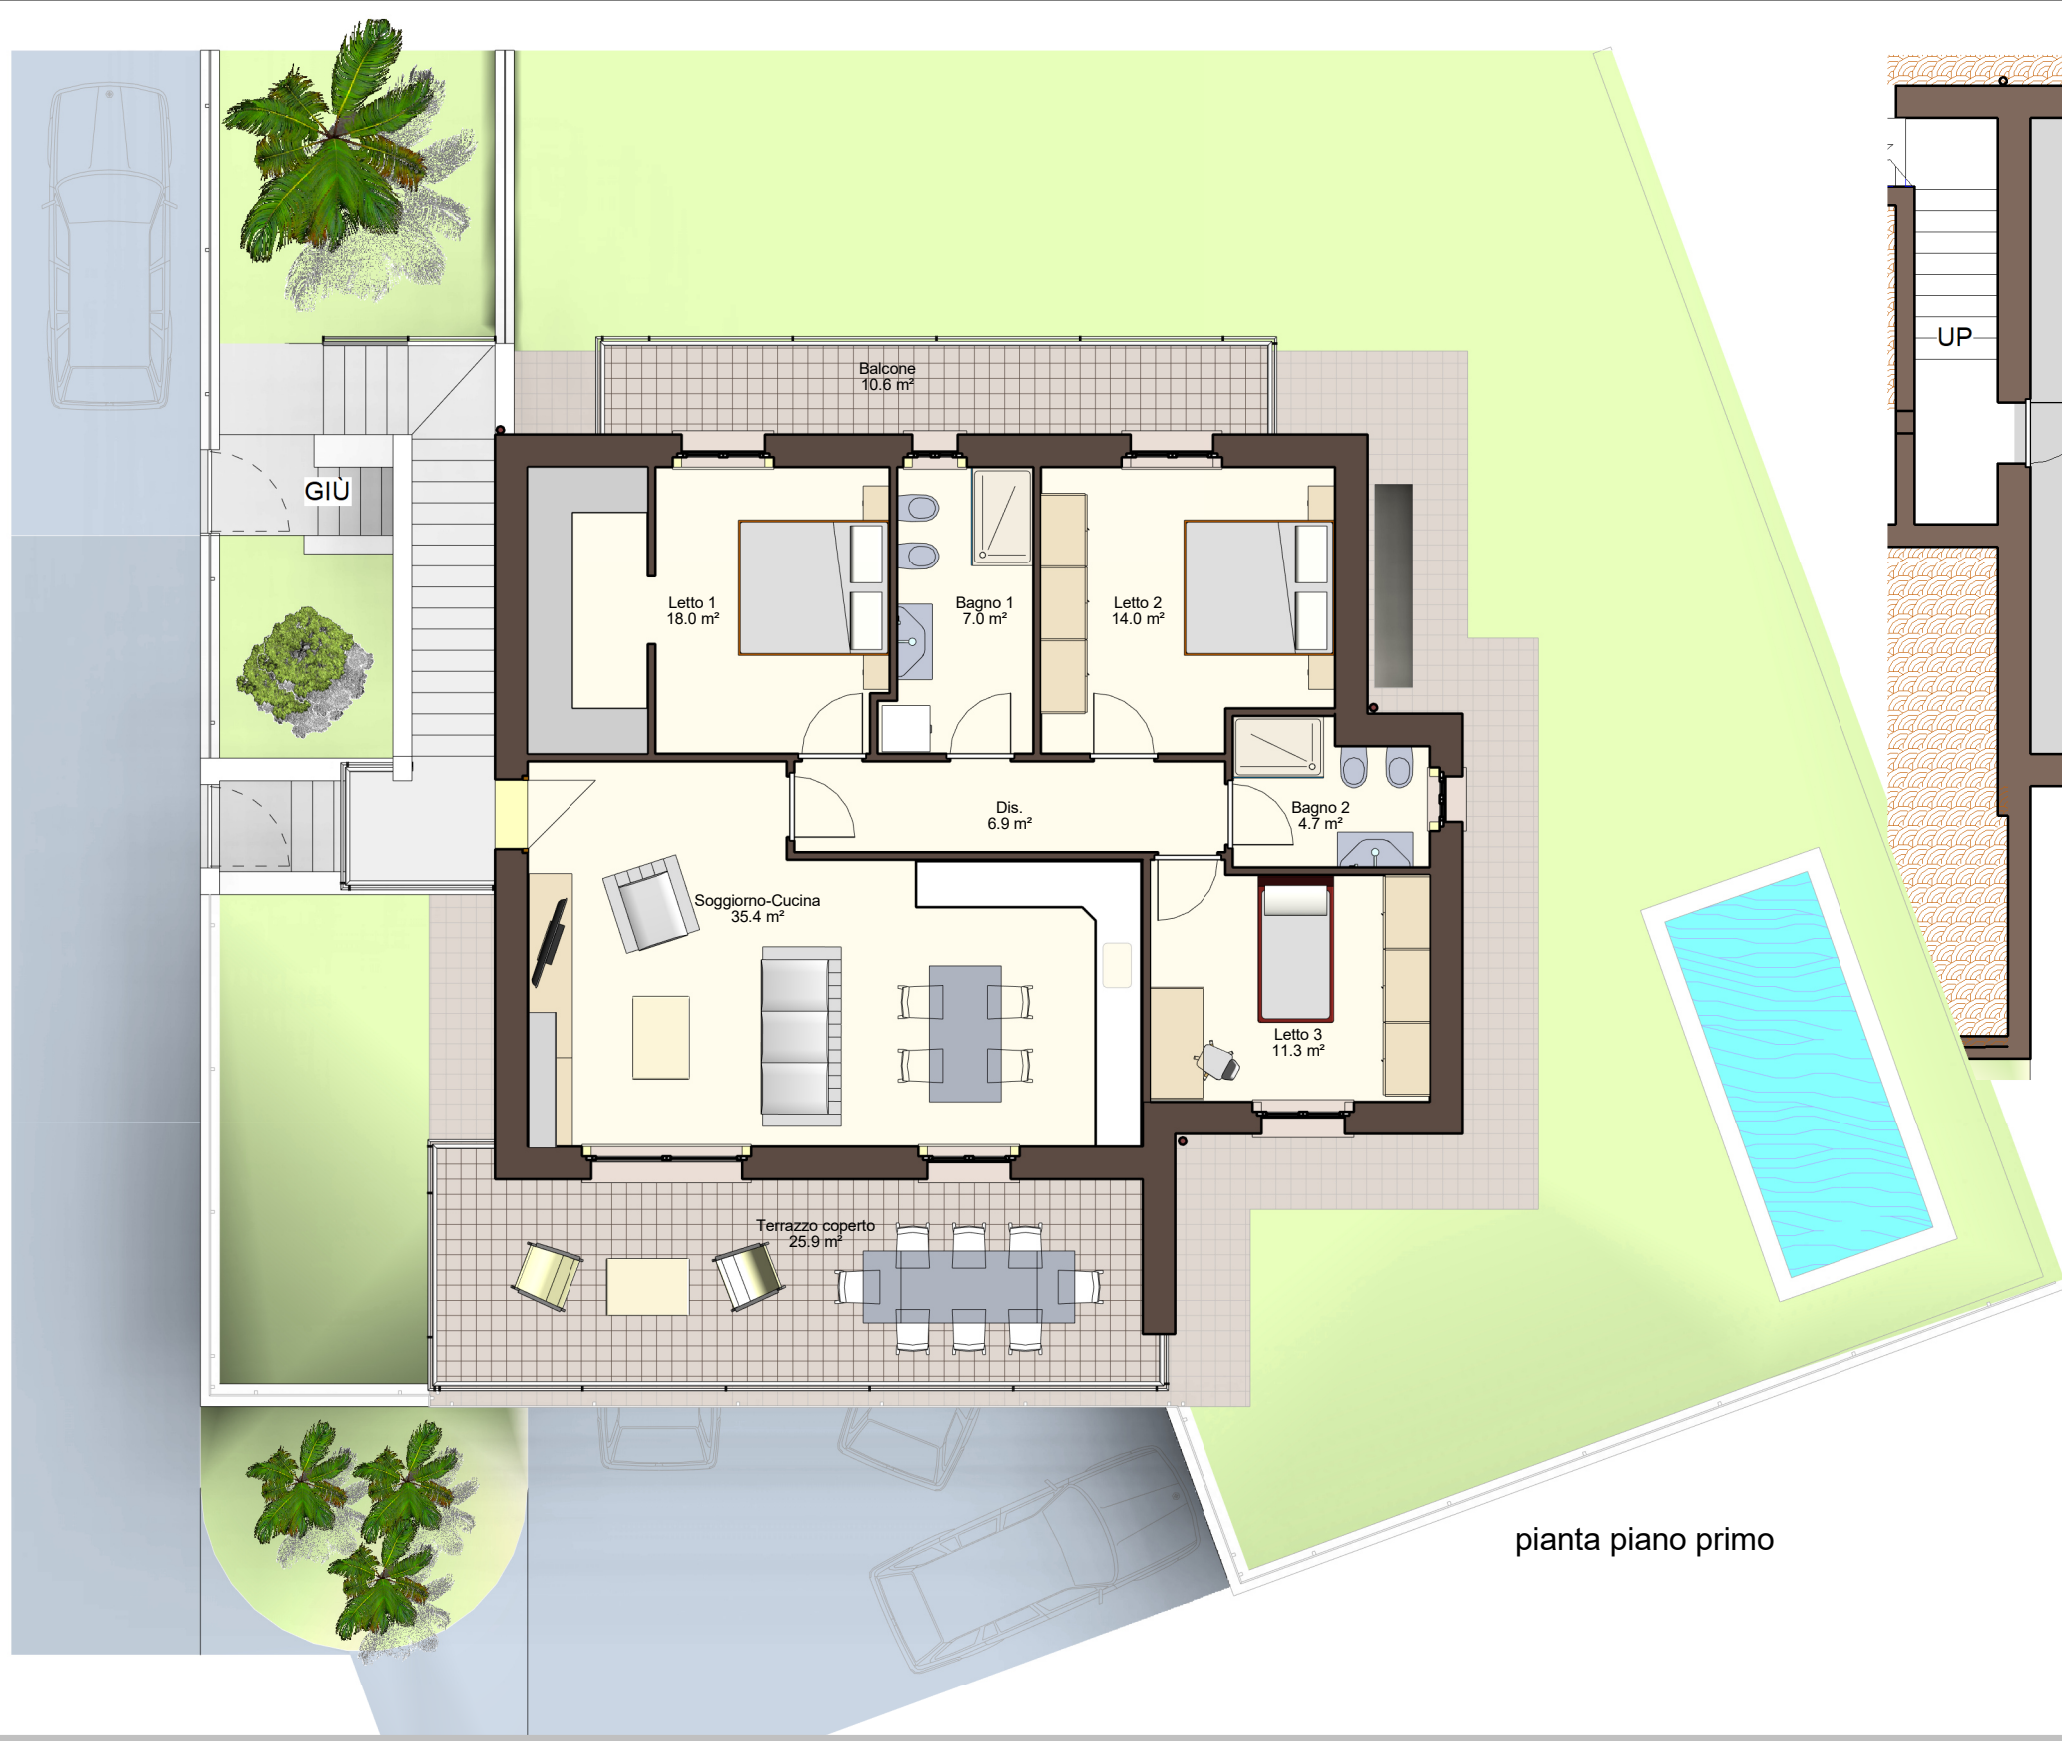 UP
Balcone
10.6 m²
GIÙ
Letto 1
18.0 m²
Bagno 1
7.0 m²
Letto 2
14.0 m²
Dis.
6.9 m²
Bagno 2
4.7 m²
Soggiorno-Cucina
35.4 m²
Letto 3
11.3 m²
Terrazzo coperto
25.9 m²
pianta piano primo